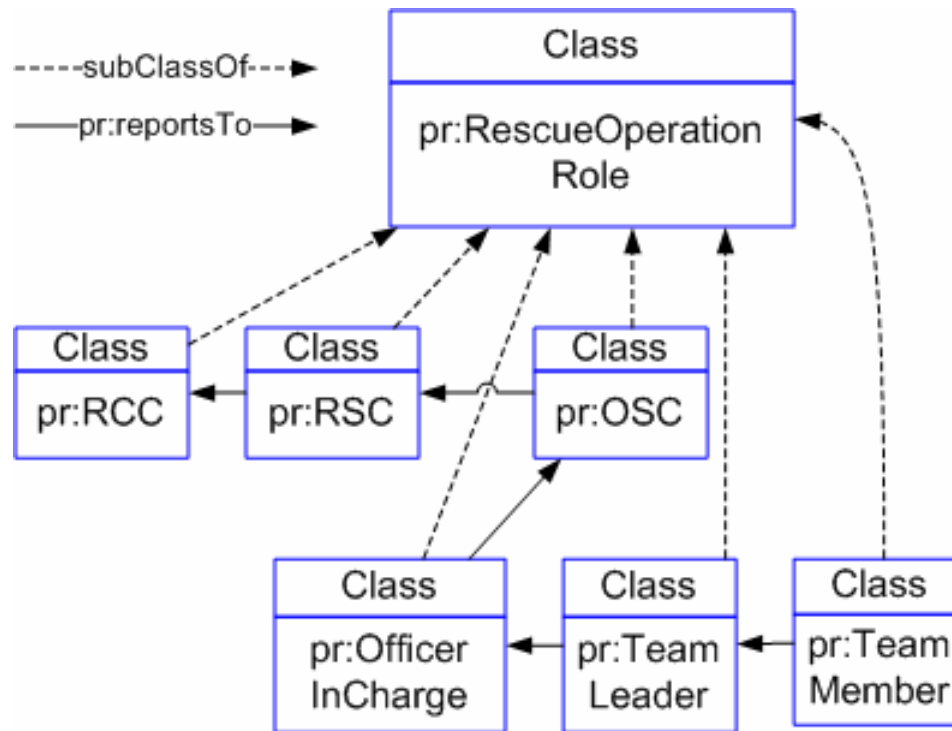 subClassOf
pr:reportsTo
Class
pr:RescueOperation
Role
Class
pr:RCC
Class
pr:RSC
Class
pr:OSC
Class
pr:Officer
InCharge
Class
pr:Team
Leader
Class
pr:Team
Member